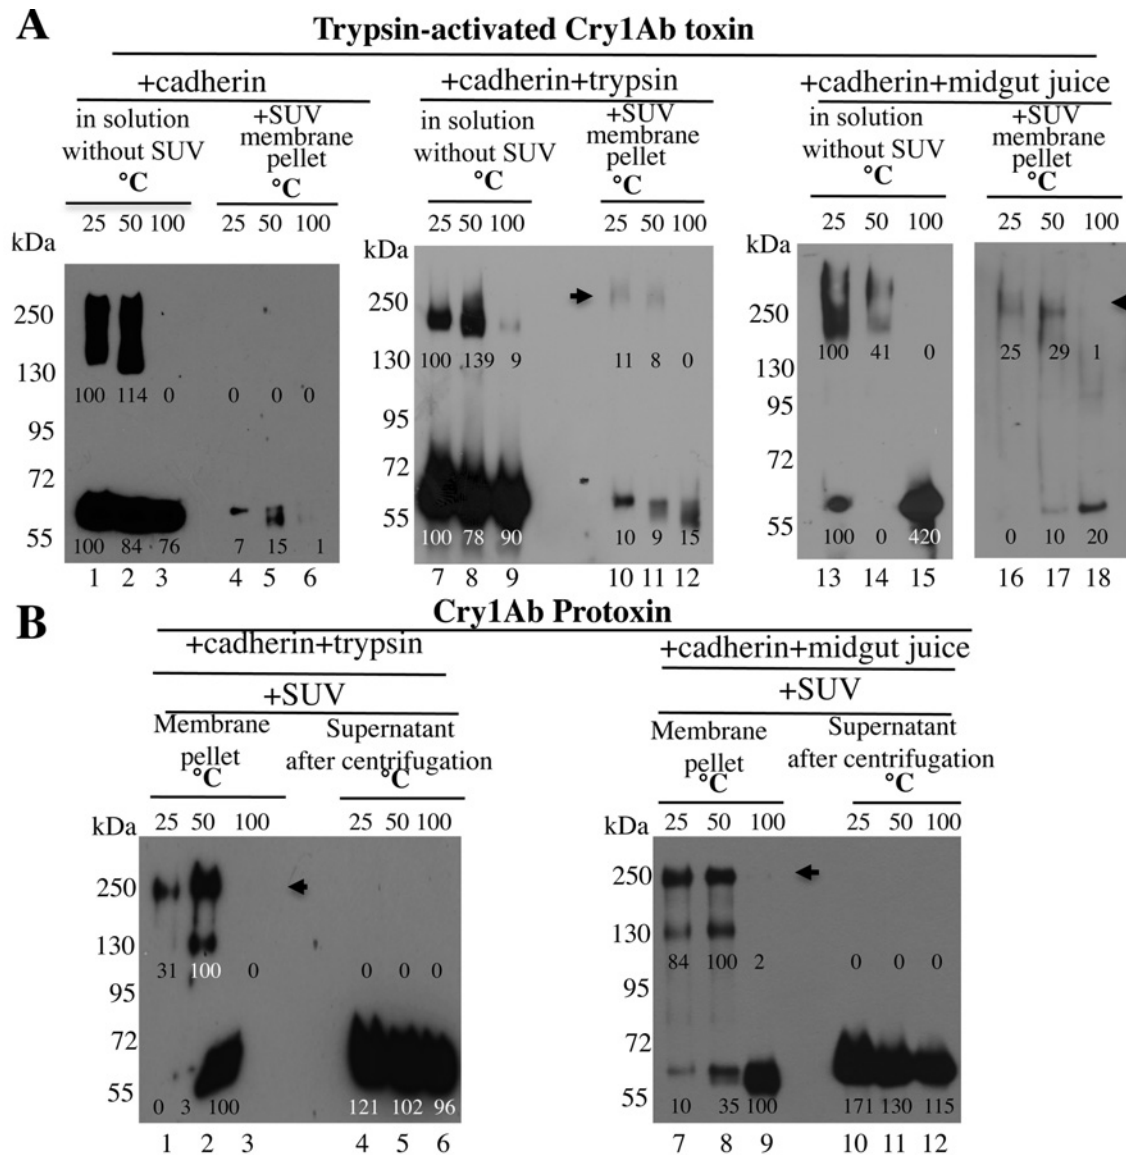 A
Trypsin-activated Cry1Ab toxin
+cadherin
+cadherin+trypsin
+cadherin+midgut juice
in solution
without SUV
°C
+SUV
membrane
pellet
°C
in solution
without SUV
°C
+SUV
membrane
pellet
°C
in solution
without SUV
°C
+SUV
membrane
pellet
°C
25 50 100 25 50 100
25 50 100 25 50 100
25 50 100 25 50 100
kDa
250
130
95
72
55
100 114 0 0 0 0
100 84 76 7 15 1
1 2 3 4 5 6
kDa
250
130
95
72
55
100 139 9 11 8 0
100 78 90 10 9 15
7 8 9 10 11 12
kDa
250
130
95
72
55
100 41 0 25 29 1
100 0 420 0 10 20
13 14 15 16 17 18
B
Cry1Ab Protoxin
+cadherin+trypsin
+SUV
Membrane
pellet
°C
Supernatant
after centrifugation
°C
25 50 100 25 50 100
kDa
250
130
95
72
55
31 100 0 0 0 0
0 3 100 121 102 96
1 2 3 4 5 6
+cadherin+midgut juice
+SUV
Membrane
pellet
°C
Supernatant
after centrifugation
°C
25 50 100 25 50 100
kDa
250
130
95
72
55
84 100 2 0 0 0
10 35 100 171 130 115
7 8 9 10 11 12